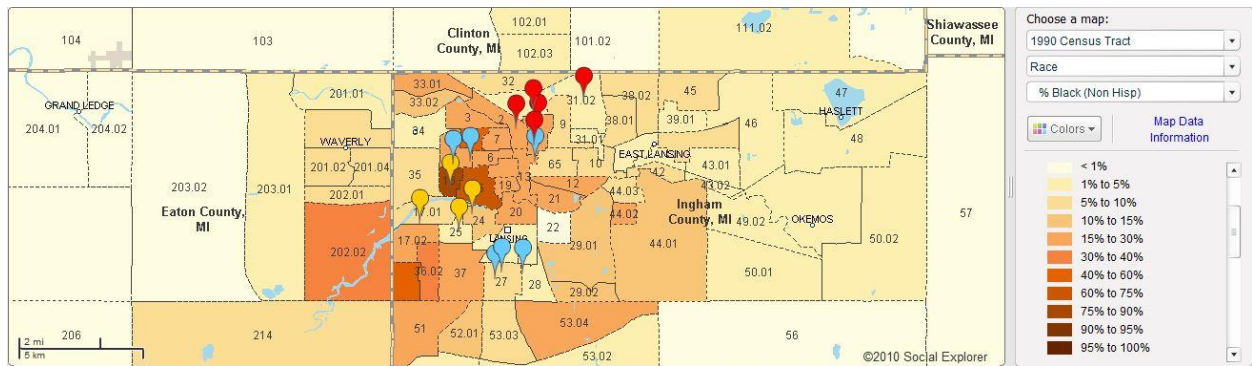 104
103
Clinton
County, MI
102.01
102.03
101.02
111.02
Shiawassee
County, MI
GRAND LEDGE
204.01
204.02
201.01
WAVERLY
201.02
201.04
202.01
203.02
203.01
Eaton County,
MI
202.02
206
214
33.01
33.02
32
31.02
38.02
45
47
HASLETT
34
3
2
7
9
38.01
39.01
46
48
31.01
EAST LANSING
6
65
10
42
43.01
43.02
35
13
12
44.03
19
21
44.02
Ingham
County, MI
49.02
OKEMOS
57
17.01
24
20
25
LANSING
22
29.01
44.01
50.02
17.02
36.02
37
27
28
29.02
50.01
51
52.01
53.03
53.04
53.02
56
2 mi
5 km
©2010 Social Explorer
Choose a map:
1990 Census Tract
Race
% Black (Non Hisp)
Colors
Map Data
Information
< 1%
1% to 5%
5% to 10%
10% to 15%
15% to 30%
30% to 40%
40% to 60%
60% to 75%
75% to 90%
90% to 95%
95% to 100%